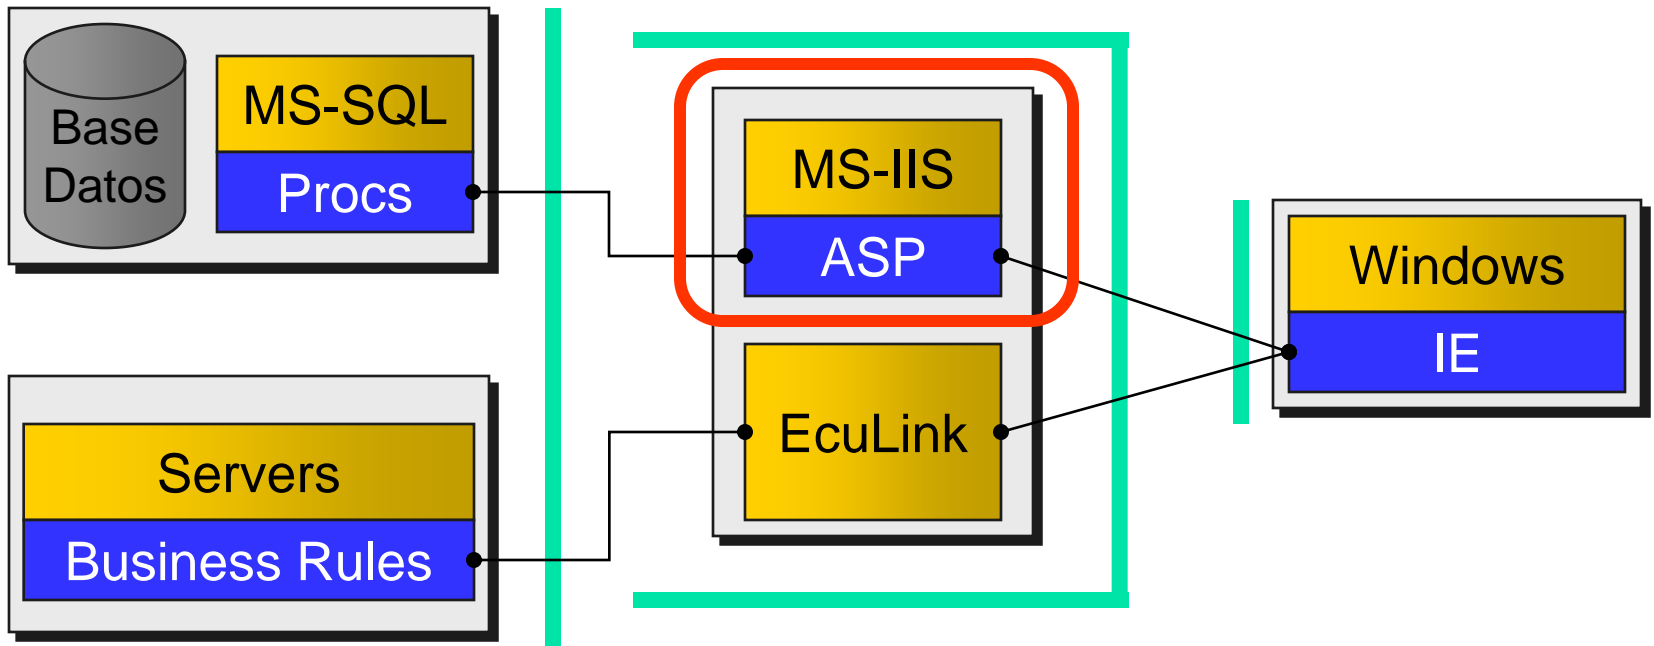 Base
Datos
MS-SQL
Procs
Servers
Business Rules
MS-IIS
ASP
EcuLink
Windows
IE